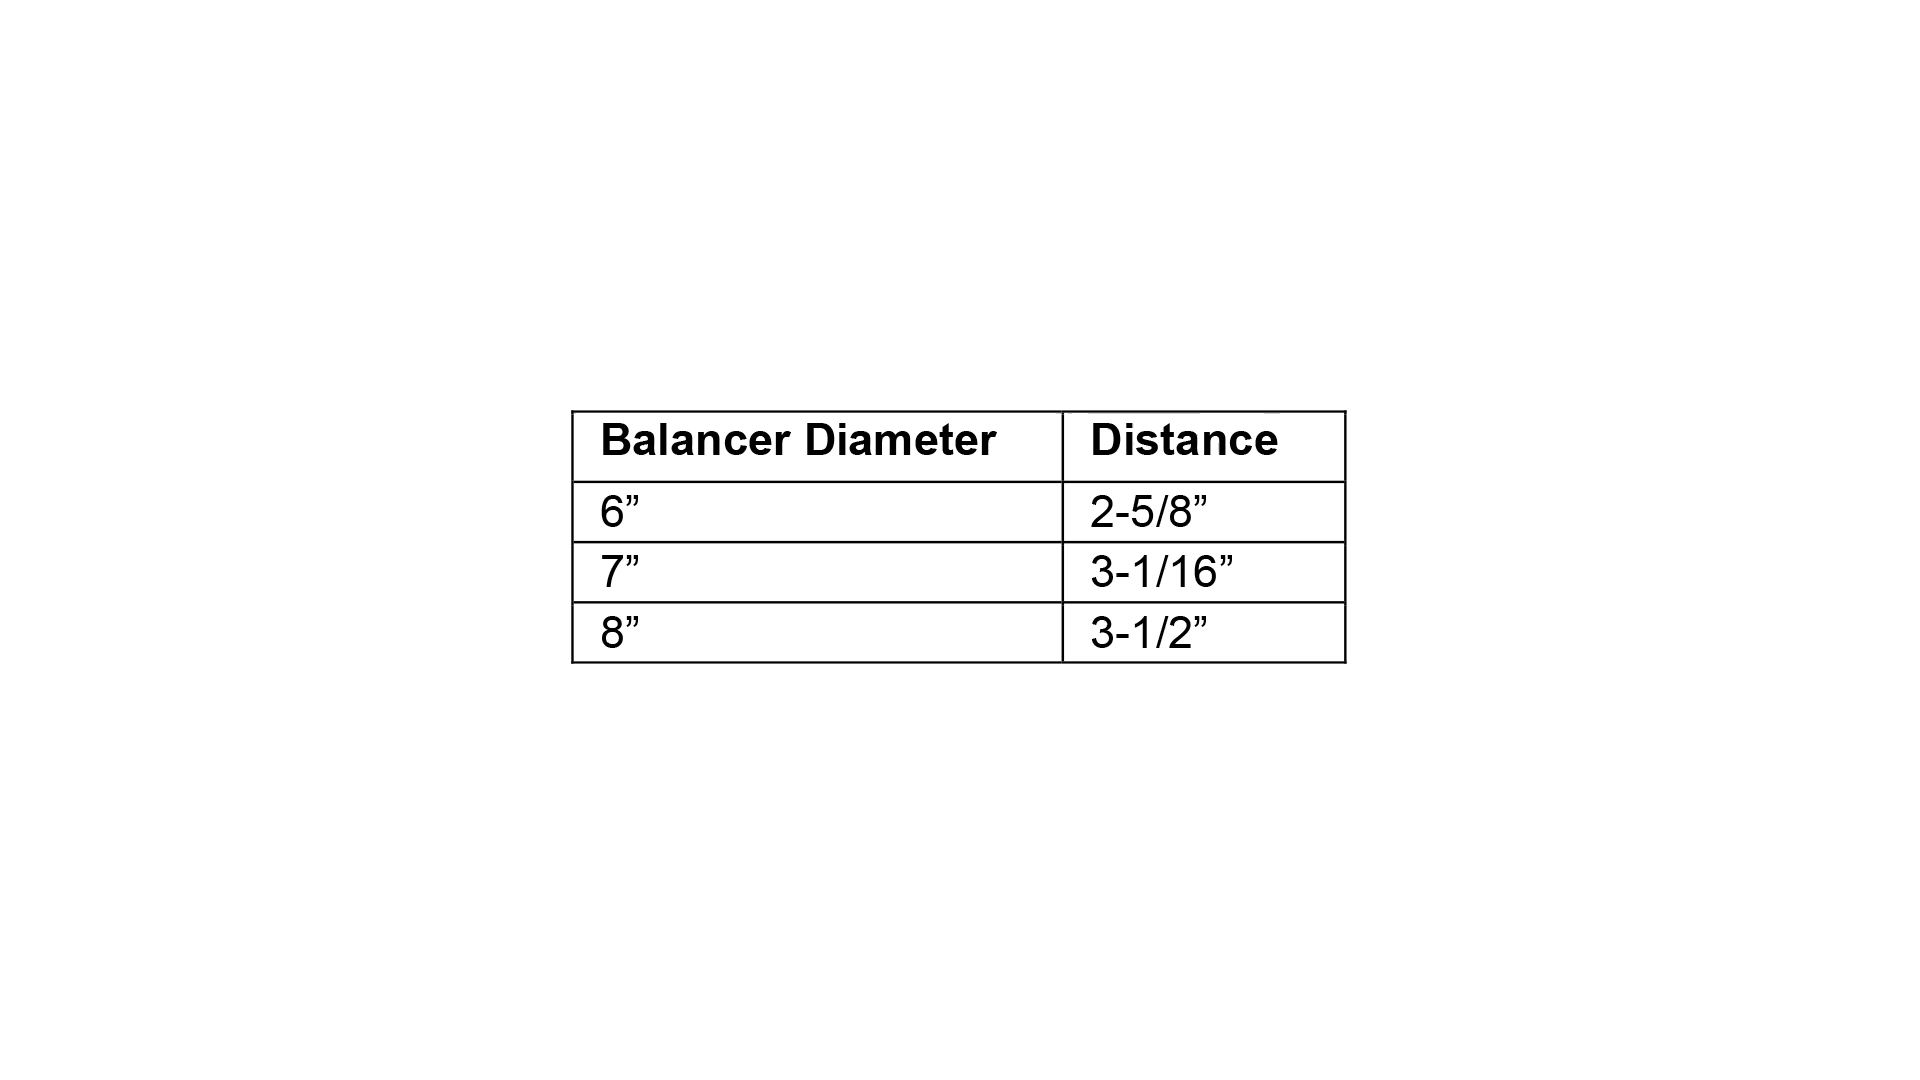 Balancer Diameter Distance
6” 2-5/8”
7” 3-1/16”
8” 3-1/2”